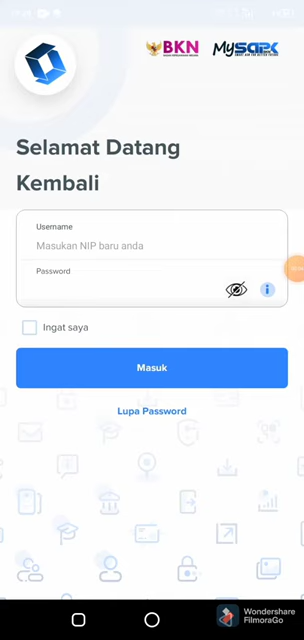 BKN
MySAPK
Selamat Datang
Kembali
Username
Masukan NIP baru anda
Password
Ingat saya
Masuk
Lupa Password
Wondershare
FilmoraGo